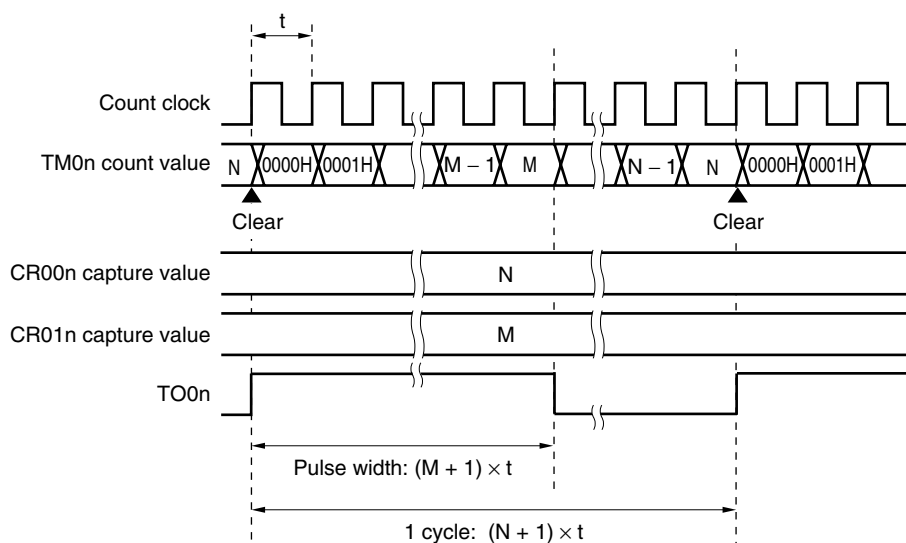 t
Count clock
TM0n count value N 0000H 0001H M – 1 M N – 1 N 0000H 0001H
Clear Clear
CR00n capture value N
CR01n capture value M
TO0n
Pulse width: (M + 1) × t
1 cycle: (N + 1) × t